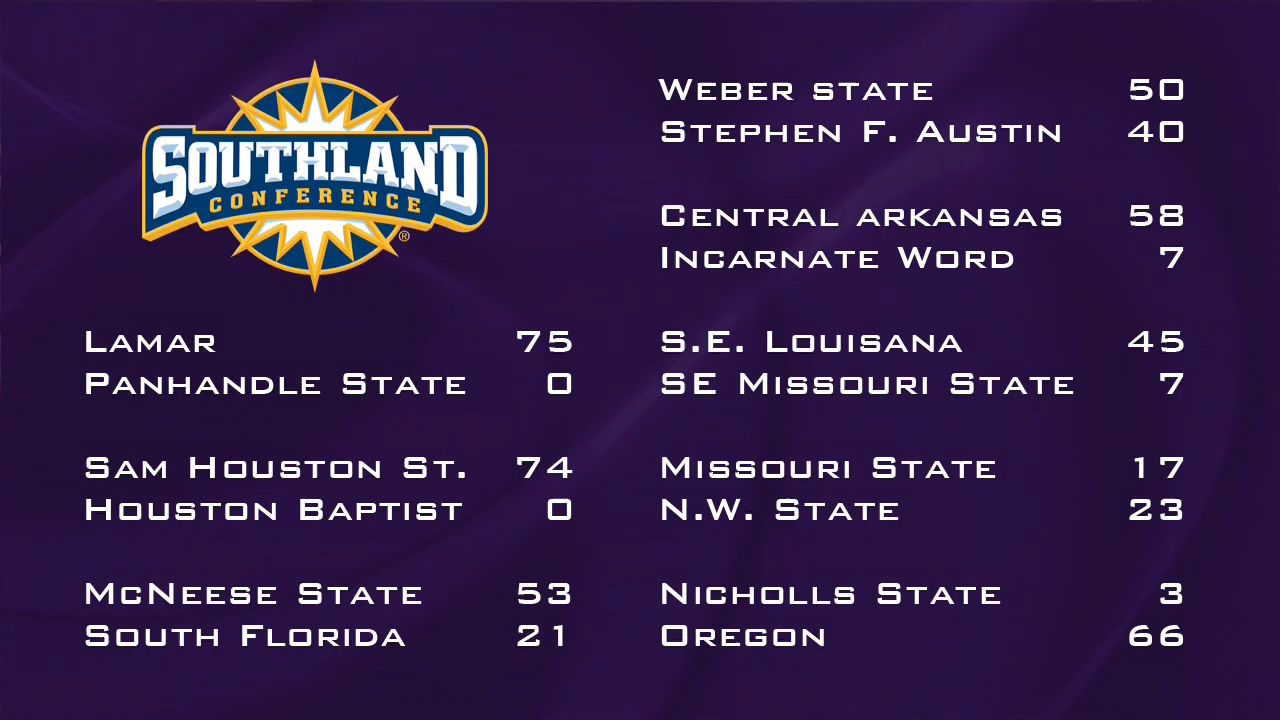 SOUTHLAND
CONFERENCE
®
Lamar 75
Panhandle State 0
Sam Houston St. 74
Houston Baptist 0
McNeese State 53
South Florida 21
Weber state 50
Stephen F. Austin 40
Central arkansas 58
Incarnate Word 7
S.E. Louisana 45
SE Missouri State 7
Missouri State 17
N.W. State 23
Nicholls State 3
Oregon 66